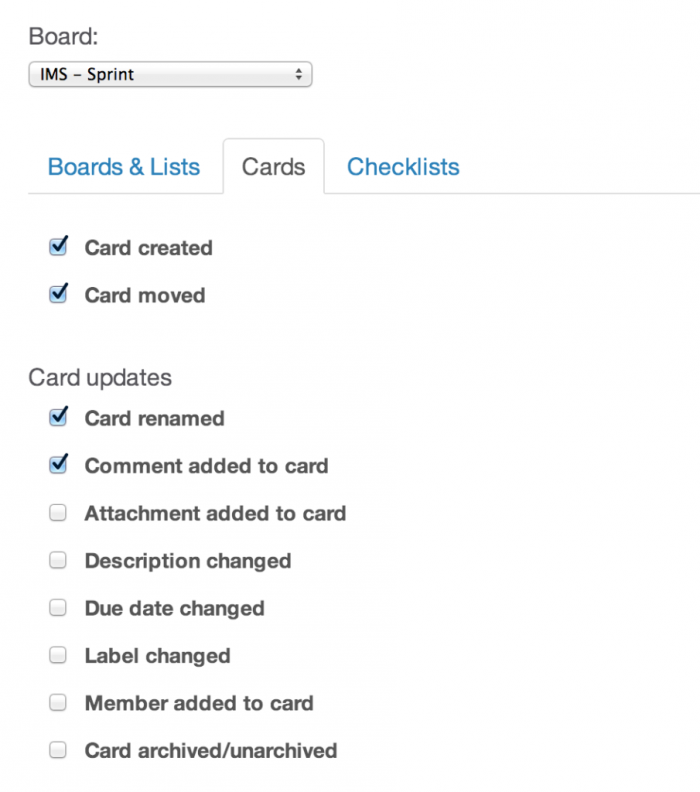 Board:
IMS – Sprint
Boards & Lists Cards Checklists
Card created
Card moved
Card updates
Card renamed
Comment added to card
Attachment added to card
Description changed
Due date changed
Label changed
Member added to card
Card archived/unarchived